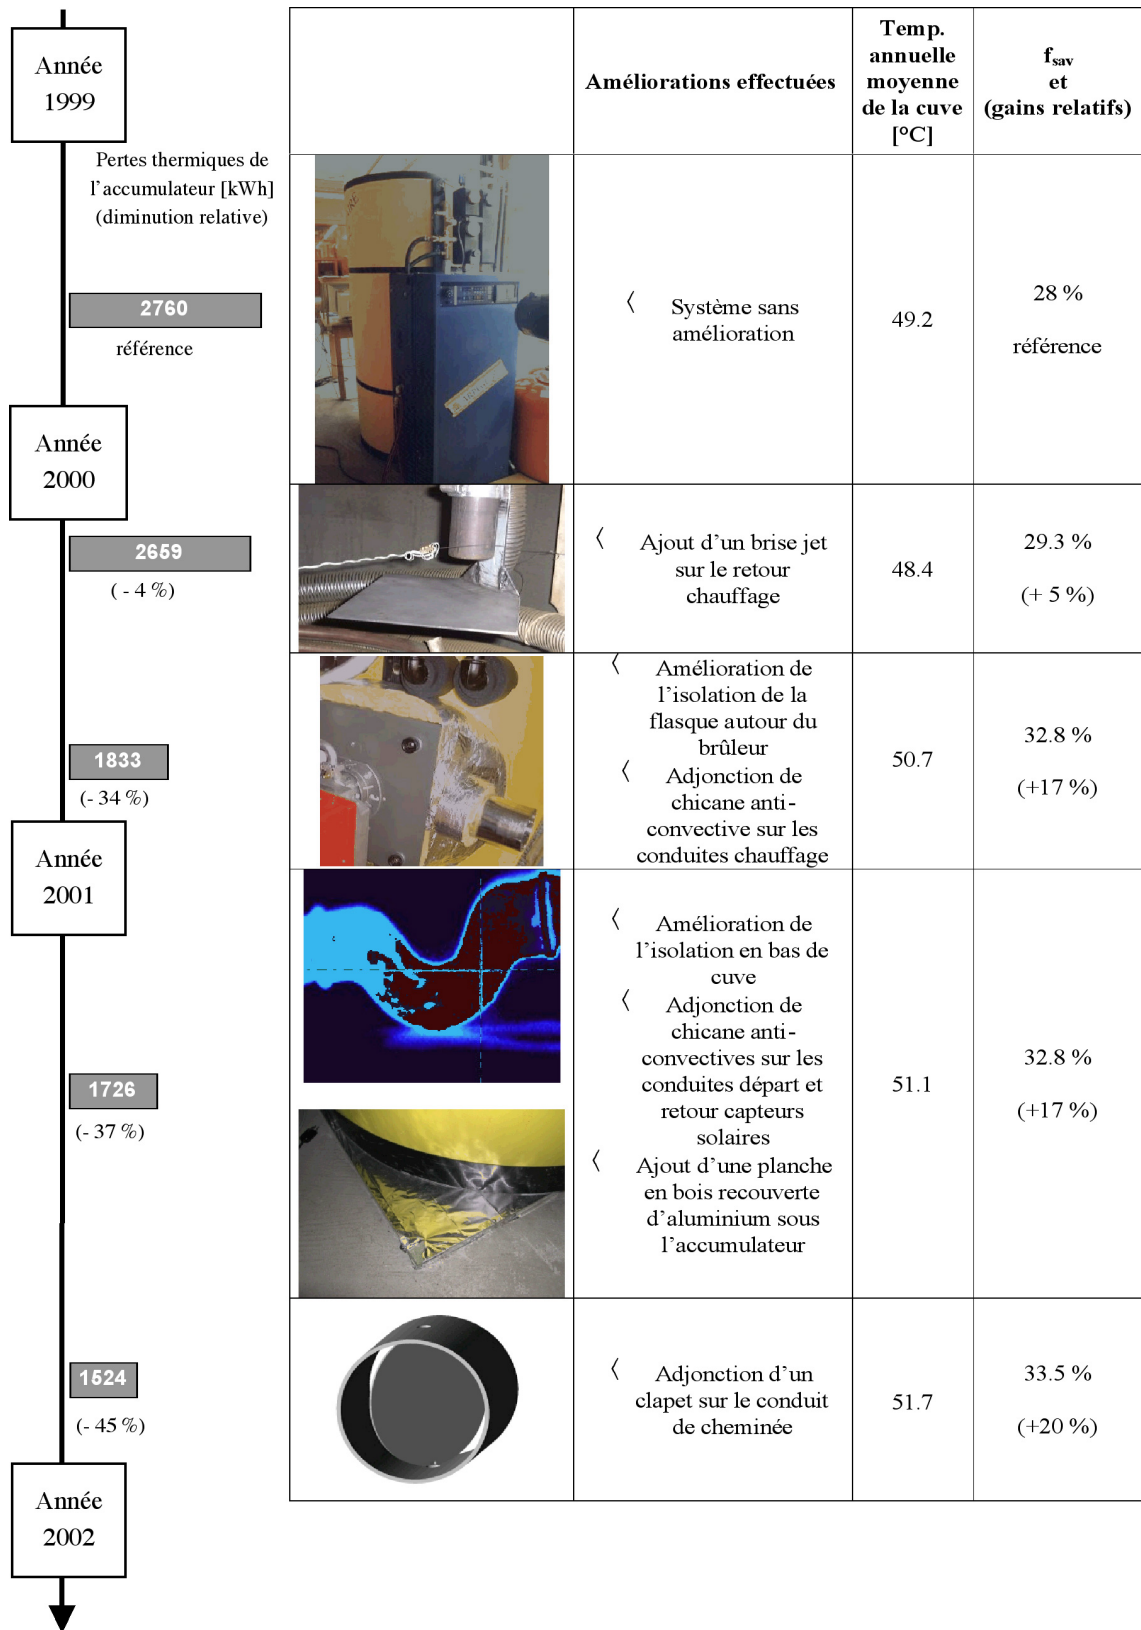 Année
1999
Pertes thermiques de
l'accumulateur [kWh]
(diminution relative)
2760
référence
Année
2000
2659
( - 4 %)
1833
(- 34 %)
Année
2001
1726
(- 37 %)
1524
(- 45 %)
Année
2002
Améliorations effectuées
Temp.
annuelle
moyenne
de la cuve
[°C]
fsav
et
(gains relatifs)
〈 Système sans
amélioration
49.2
28 %
référence
〈 Ajout d'un brise jet
sur le retour
chauffage
48.4
29.3 %
(+ 5 %)
〈 Amélioration de
l'isolation de la
flasque autour du
brûleur
〈 Adjonction de
chicane anti-
convective sur les
conduites chauffage
50.7
32.8 %
(+17 %)
〈 Amélioration de
l'isolation en bas de
cuve
〈 Adjonction de
chicane anti-
convectives sur les
conduites départ et
retour capteurs
solaires
〈 Ajout d'une planche
en bois recouverte
d'aluminium sous
l'accumulateur
51.1
32.8 %
(+17 %)
〈 Adjonction d'un
clapet sur le conduit
de cheminée
51.7
33.5 %
(+20 %)